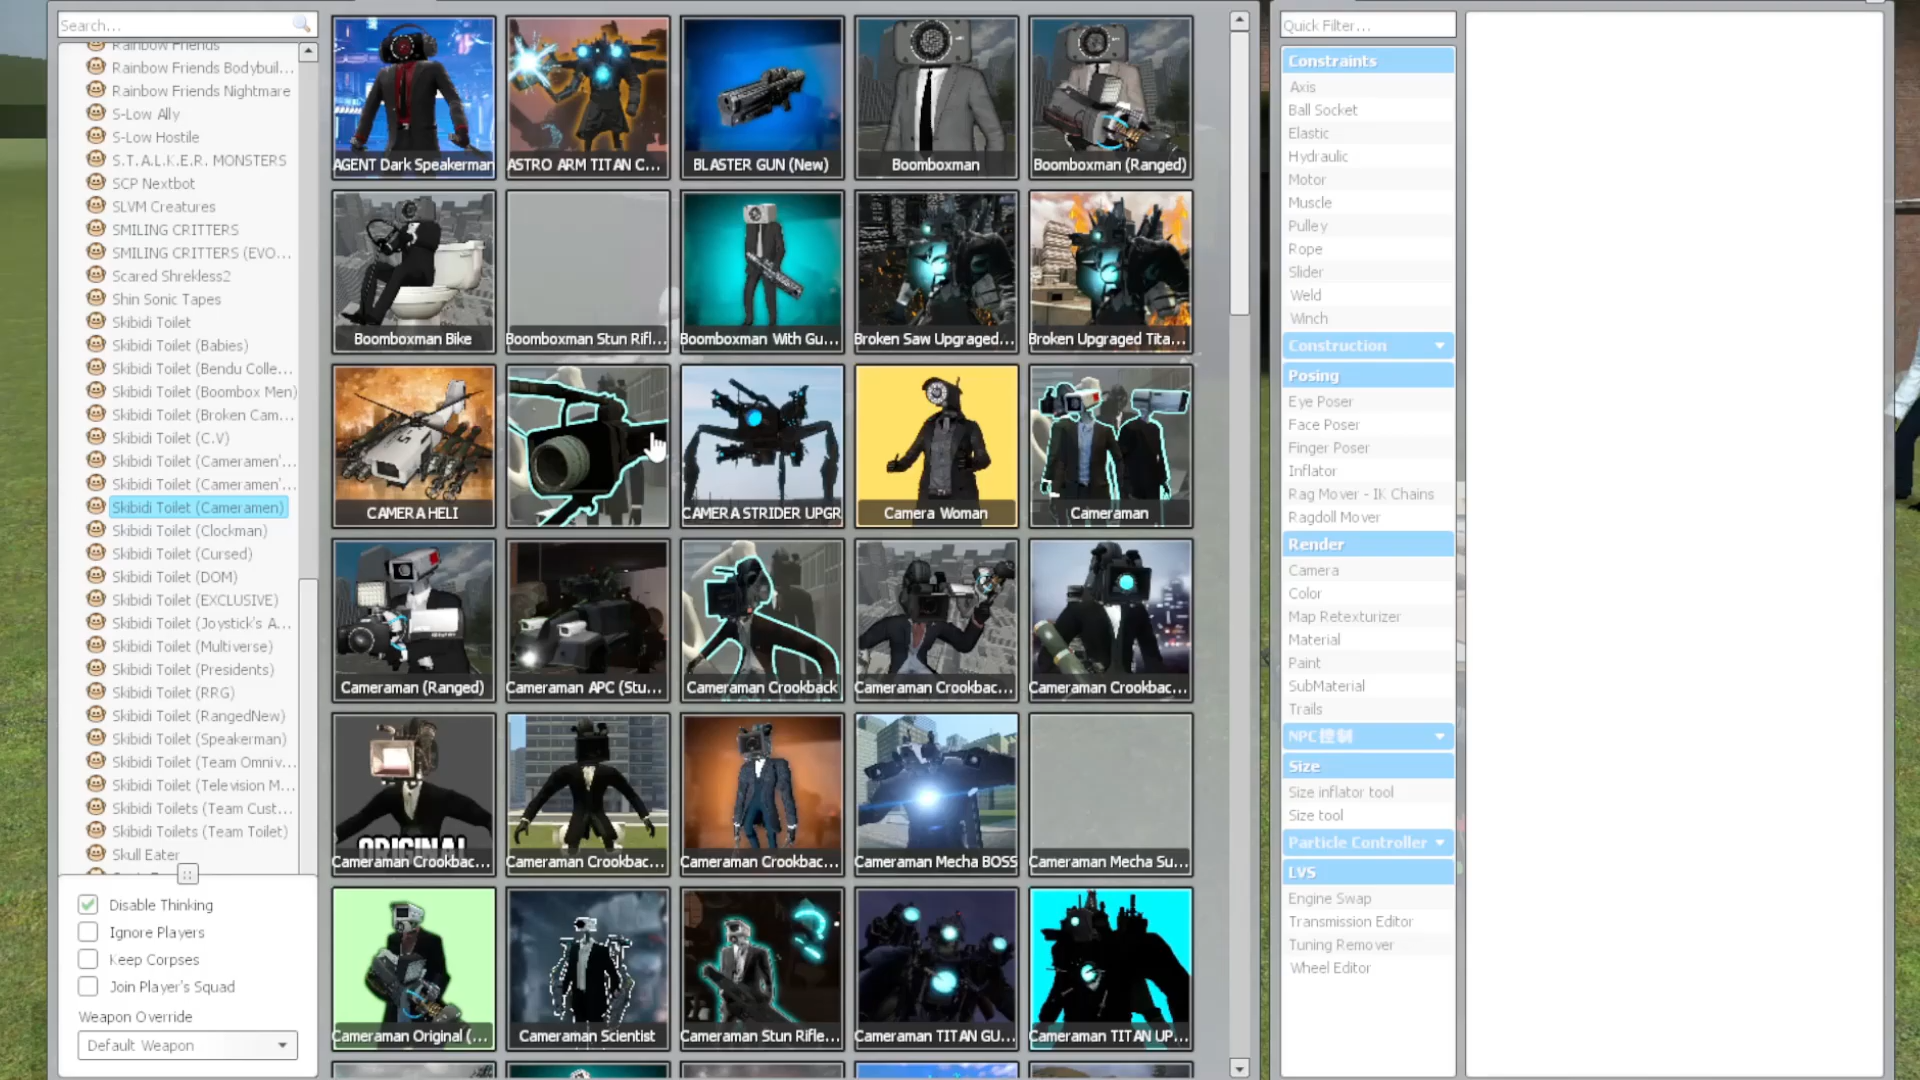 Search...
Rainbow Friends
Rainbow Friends Bodybuil...
Rainbow Friends Nightmare
S-Low Ally
S-Low Hostile
S.T.A.L.K.E.R. MONSTERS
SCP Nextbot
SLVM Creatures
SMILING CRITTERS
SMILING CRITTERS (EVO...
Scared Shrekless2
Shin Sonic Tapes
Skibidi Toilet
Skibidi Toilet (Babies)
Skibidi Toilet (Bendu Colle...
Skibidi Toilet (Boombox Men)
Skibidi Toilet (Broken Cam...
Skibidi Toilet (C.V)
Skibidi Toilet (Cameramen'...
Skibidi Toilet (Cameramen'...
Skibidi Toilet (Cameramen)
Skibidi Toilet (Clockman)
Skibidi Toilet (Cursed)
Skibidi Toilet (DOM)
Skibidi Toilet (EXCLUSIVE)
Skibidi Toilet (Joystick's A...
Skibidi Toilet (Multiverse)
Skibidi Toilet (Presidents)
Skibidi Toilet (RRG)
Skibidi Toilet (RangedNew)
Skibidi Toilet (Speakerman)
Skibidi Toilet (Team Omniv...
Skibidi Toilet (Television M...
Skibidi Toilets (Team Cust...
Skibidi Toilets (Team Toilet)
Skull Eater
Disable Thinking
Ignore Players
Keep Corpses
Join Player's Squad
Weapon Override
Default Weapon
AGENT Dark Speakerman
ASTRO ARM TITAN C...
BLASTER GUN (New)
Boomboxman
Boomboxman (Ranged)
Boomboxman Bike
Boomboxman Stun Rifl...
Boomboxman With Gu...
Broken Saw Upgraded...
Broken Upgraged Tita...
CAMERA HELI
CAMERA STRIDER UPGR
Camera Woman
Cameraman
Cameraman (Ranged)
Cameraman APC (Stu...
Cameraman Crookback
Cameraman Crookbac...
Cameraman Crookbac...
ORIGINAL
Cameraman Crookbac...
Cameraman Crookbac...
Cameraman Crookbac...
Cameraman Mecha BOSS
Cameraman Mecha Su...
Cameraman Original (...
Cameraman Scientist
Cameraman Stun Rifle...
Cameraman TITAN GU...
Cameraman TITAN UP...
Quick Filter...
Constraints
Axis
Ball Socket
Elastic
Hydraulic
Motor
Muscle
Pulley
Rope
Slider
Weld
Winch
Construction
Posing
Eye Poser
Face Poser
Finger Poser
Inflator
Rag Mover - IK Chains
Ragdoll Mover
Render
Camera
Color
Map Retexturizer
Material
Paint
SubMaterial
Trails
NPC控制
Size
Size inflator tool
Size tool
Particle Controller
LVS
Engine Swap
Transmission Editor
Tuning Remover
Wheel Editor